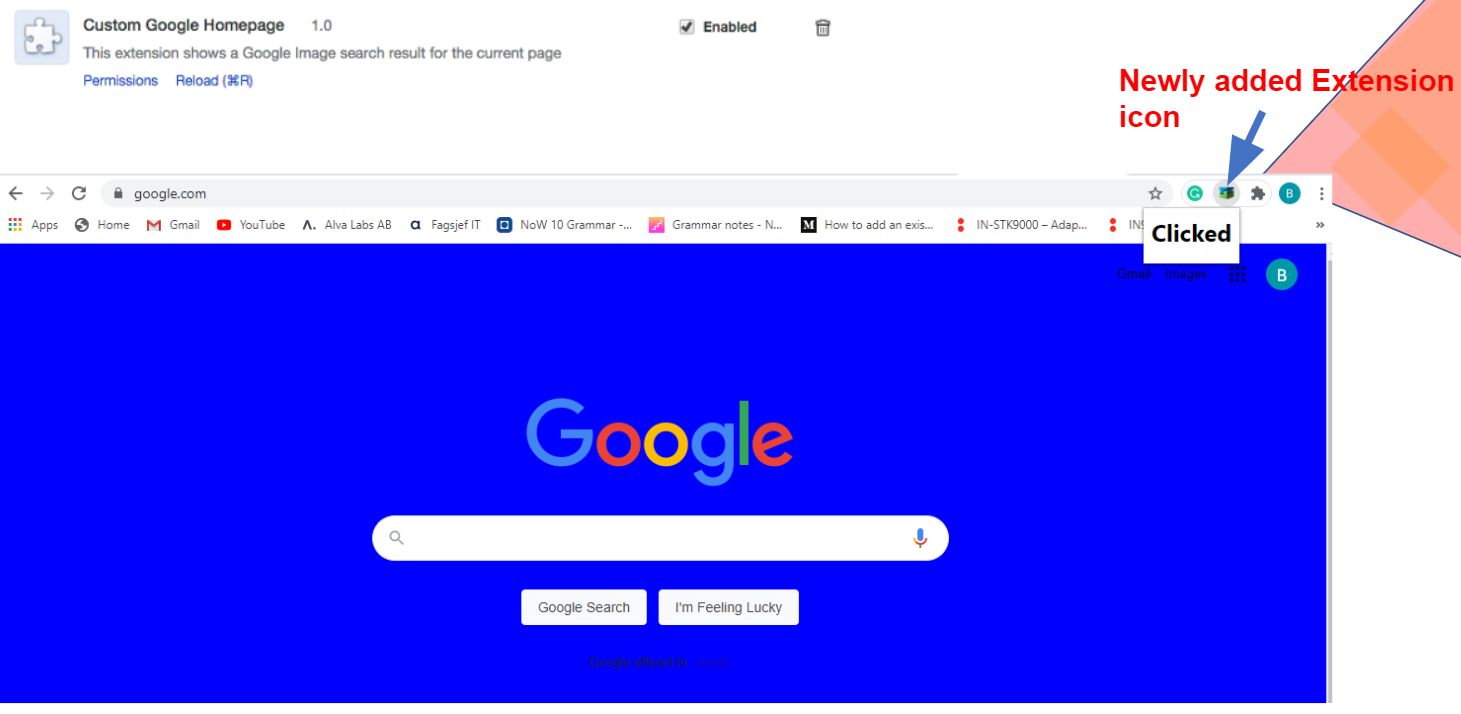 Custom Google Homepage 1.0
Enabled
This extension shows a Google Image search result for the current page
Permissions Reload (⌘R)
Newly added Extension
icon
google.com
G
B
Apps Home Gmail YouTube Alva Labs AB Fagsjef IT NoW 10 Grammar -... Grammar notes - N... How to add an exis... IN-STK9000 – Adap... »
Clicked
Gmail Images B
Google
Google Search I'm Feeling Lucky
Google offered in: